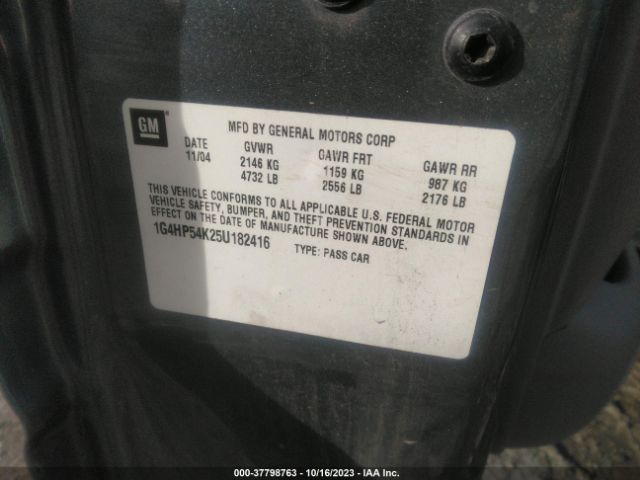 GM
MFD BY GENERAL MOTORS CORP
DATE GVWR GAWR FRT GAWR RR
11/04 2146 KG 1159 KG 987 KG
4732 LB 2556 LB 2176 LB
THIS VEHICLE CONFORMS TO ALL APPLICABLE U.S. FEDERAL MOTOR
VEHICLE SAFETY, BUMPER, AND THEFT PREVENTION STANDARDS IN
EFFECT ON THE DATE OF MANUFACTURE SHOWN ABOVE.
1G4HP54K25U182416 TYPE: PASS CAR
000-37798763 - 10/16/2023 - IAA Inc.